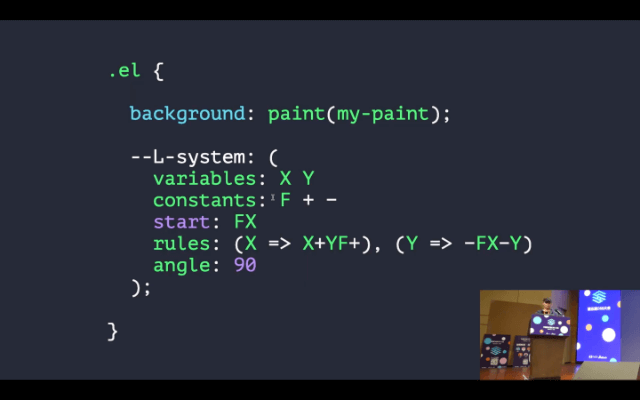 .el {
background: paint(my-paint);
--L-system: (
variables: X Y
constants: F + -
start: FX
rules: (X => X+YF+), (Y => -FX-Y)
angle: 90
);
}